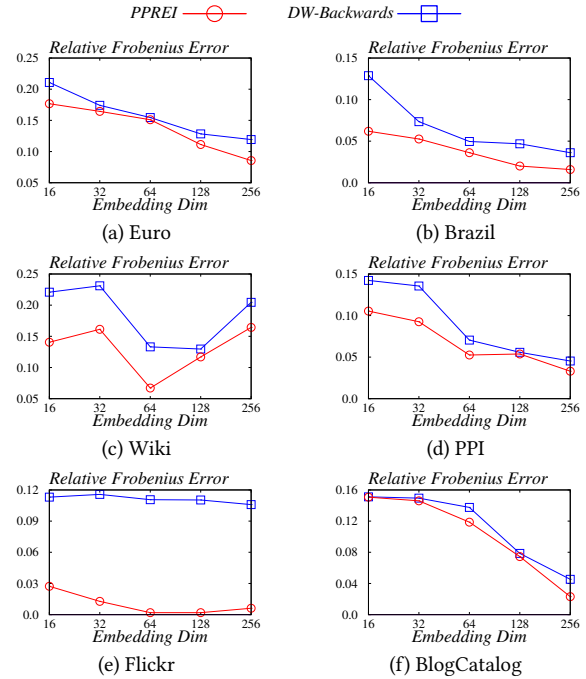 PPREI DW-Backwards
Relative Frobenius Error Relative Frobenius Error
0.25 0.15
0.20 0.10
0.15 0.05
0.10 0.0
0.05
16 32 64 128 256 16 32 64 128 256
Embedding Dim Embedding Dim
(a) Euro (b) Brazil
Relative Frobenius Error Relative Frobenius Error
0.25 0.15
0.20 0.10
0.15 0.05
0.10 0.0
0.05
16 32 64 128 256 16 32 64 128 256
Embedding Dim Embedding Dim
(c) Wiki (d) PPI
Relative Frobenius Error Relative Frobenius Error
0.12 0.16
0.09 0.12
0.06 0.08
0.03 0.04
0.0 0.0
16 32 64 128 256 16 32 64 128 256
Embedding Dim Embedding Dim
(e) Flickr (f) BlogCatalog